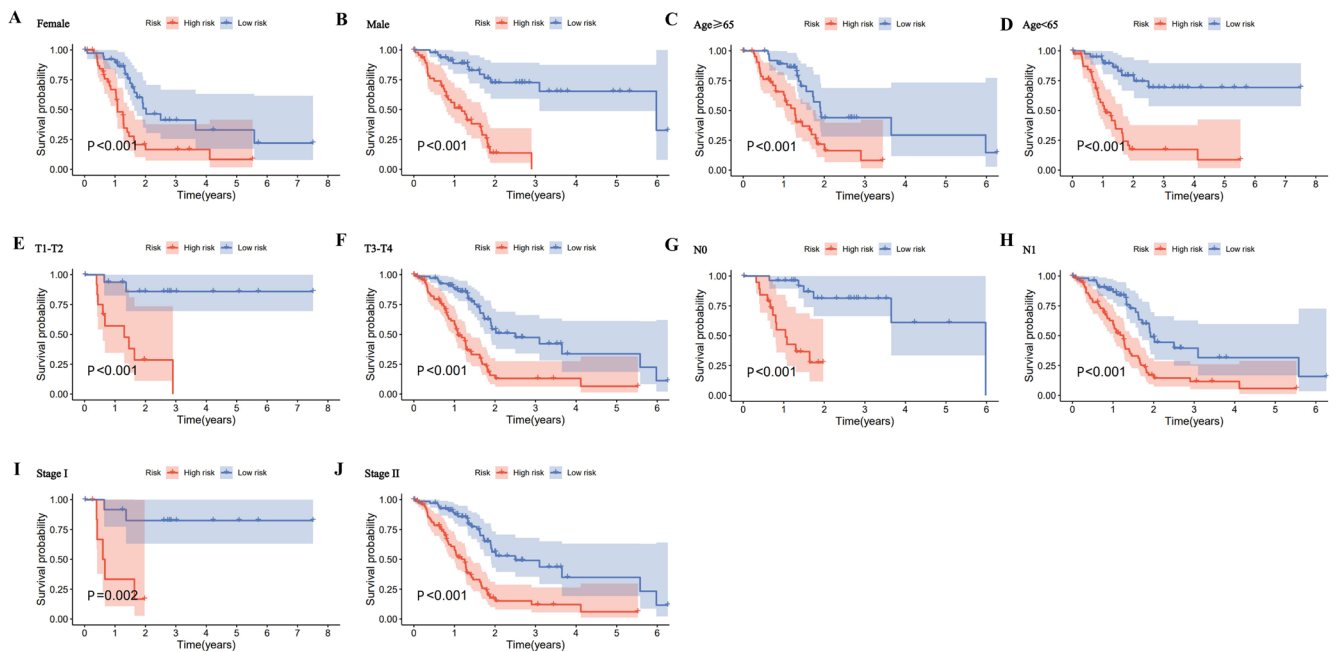 A Female Risk High risk Low risk
Survival probability
1.00
0.75
0.50
0.25
0.00
P<0.001
0 1 2 3 4 5 6 7 8
Time(years)
B Male Risk High risk Low risk
Survival probability
1.00
0.75
0.50
0.25
0.00
P<0.001
0 1 2 3 4 5 6
Time(years)
C Age≥65 Risk High risk Low risk
Survival probability
1.00
0.75
0.50
0.25
0.00
P<0.001
0 1 2 3 4 5 6
Time(years)
D Age<65 Risk High risk Low risk
Survival probability
1.00
0.75
0.50
0.25
0.00
P<0.001
0 1 2 3 4 5 6 7 8
Time(years)
E T1-T2 Risk High risk Low risk
Survival probability
1.00
0.75
0.50
0.25
0.00
P<0.001
0 1 2 3 4 5 6 7 8
Time(years)
F T3-T4 Risk High risk Low risk
Survival probability
1.00
0.75
0.50
0.25
0.00
P<0.001
0 1 2 3 4 5 6
Time(years)
G N0 Risk High risk Low risk
Survival probability
1.00
0.75
0.50
0.25
0.00
P<0.001
0 1 2 3 4 5 6
Time(years)
H N1 Risk High risk Low risk
Survival probability
1.00
0.75
0.50
0.25
0.00
P<0.001
0 1 2 3 4 5 6
Time(years)
I Stage I Risk High risk Low risk
Survival probability
1.00
0.75
0.50
0.25
0.00
P=0.002
0 1 2 3 4 5 6 7 8
Time(years)
J Stage II Risk High risk Low risk
Survival probability
1.00
0.75
0.50
0.25
0.00
P<0.001
0 1 2 3 4 5 6
Time(years)